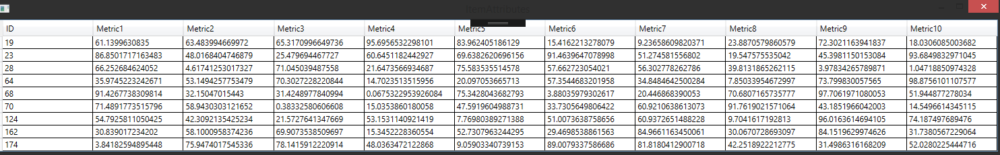 ItemAttributes
ID Metric1 Metric2 Metric3 Metric4 Metric5 Metric6 Metric7 Metric8 Metric9 Metric10
19 61.1399630835 63.483994669972 65.3170996649736 95.6956532298101 83.962405186129 15.4162213278079 9.23658609820371 23.8870579860579 72.3021163941837 18.0306085003682
23 86.8501717163483 48.0168404746879 25.479694467727 60.6451182442927 69.6382620696156 91.4639647078998 51.274581556802 19.547575535042 45.3981150153084 93.6849832971045
28 66.252684624052 4.61741253017327 71.045039487558 21.6473566934687 75.583535514578 57.662723054021 56.302778262786 39.8131865262115 3.97834265789871 1.04718850974328
64 35.9745223242671 53.1494257753479 70.3027228220844 14.7023513515956 20.097053665713 57.3544683201958 34.8484642500284 7.85033954672997 73.799830057565 98.8756101107577
68 91.4267738309814 32.15047015443 31.4248977840994 0.0675322953926084 75.3428043682793 3.88035979302617 20.446868390053 70.6807165735777 97.7061971080053 51.944877278034
70 71.4891773515796 58.9430303121652 0.38332580606608 15.0353860180058 47.5919604988731 33.7305649806422 60.9210638613073 91.7619021571064 43.1851966042003 14.5496614345115
124 54.7925811050425 42.3092135425234 21.5727641347669 53.1531140921419 7.76980389271388 51.0073638758656 60.9372651488228 9.7041617192813 96.0163614694105 74.187497689476
162 30.839017234202 58.1000958374236 69.9073538509697 15.3452228360554 52.7307963244295 29.4698538861563 84.9661163450061 30.0670728693097 84.1519629974626 31.7380567229064
174 3.84182594895448 75.9474017545336 78.1415912220914 48.0363472122868 9.05903340739153 89.0079337586686 81.8180412900718 42.2518922212775 31.4986316168209 52.0280225444716